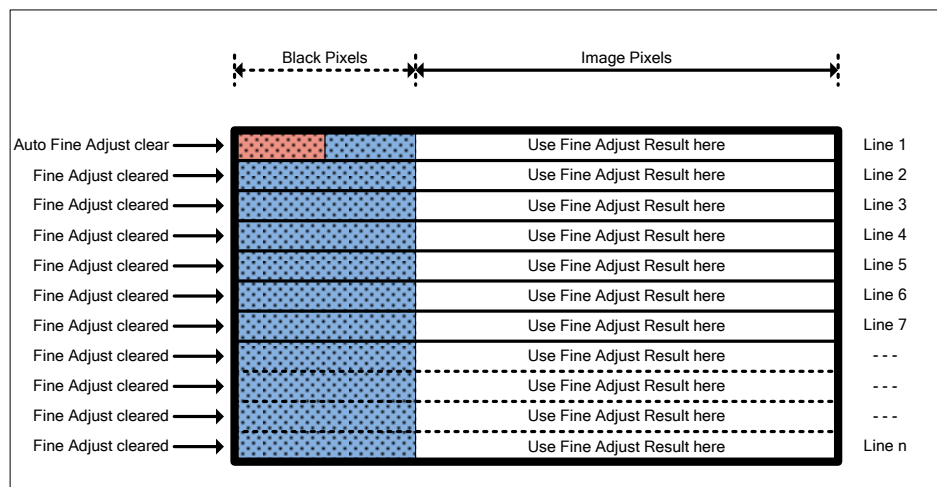 Black Pixels Image Pixels
Auto Fine Adjust clear Use Fine Adjust Result here Line 1
Fine Adjust cleared Use Fine Adjust Result here Line 2
Fine Adjust cleared Use Fine Adjust Result here Line 3
Fine Adjust cleared Use Fine Adjust Result here Line 4
Fine Adjust cleared Use Fine Adjust Result here Line 5
Fine Adjust cleared Use Fine Adjust Result here Line 6
Fine Adjust cleared Use Fine Adjust Result here Line 7
Fine Adjust cleared Use Fine Adjust Result here - - -
Fine Adjust cleared Use Fine Adjust Result here - - -
Fine Adjust cleared Use Fine Adjust Result here - - -
Fine Adjust cleared Use Fine Adjust Result here Line n